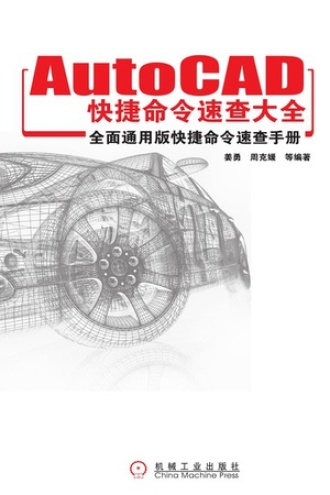 AutoCAD
快捷命令速查大全
全面通用版快捷命令速查手册
姜勇 周克媛 等编著
机械工业出版社
China Machine Press